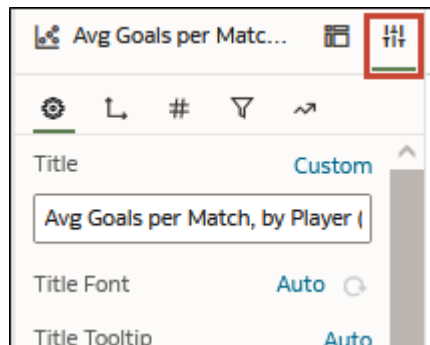 Avg Goals per Matc...
#
Title Custom
Avg Goals per Match, by Player (
Title Font Auto
Title Tooltip Auto